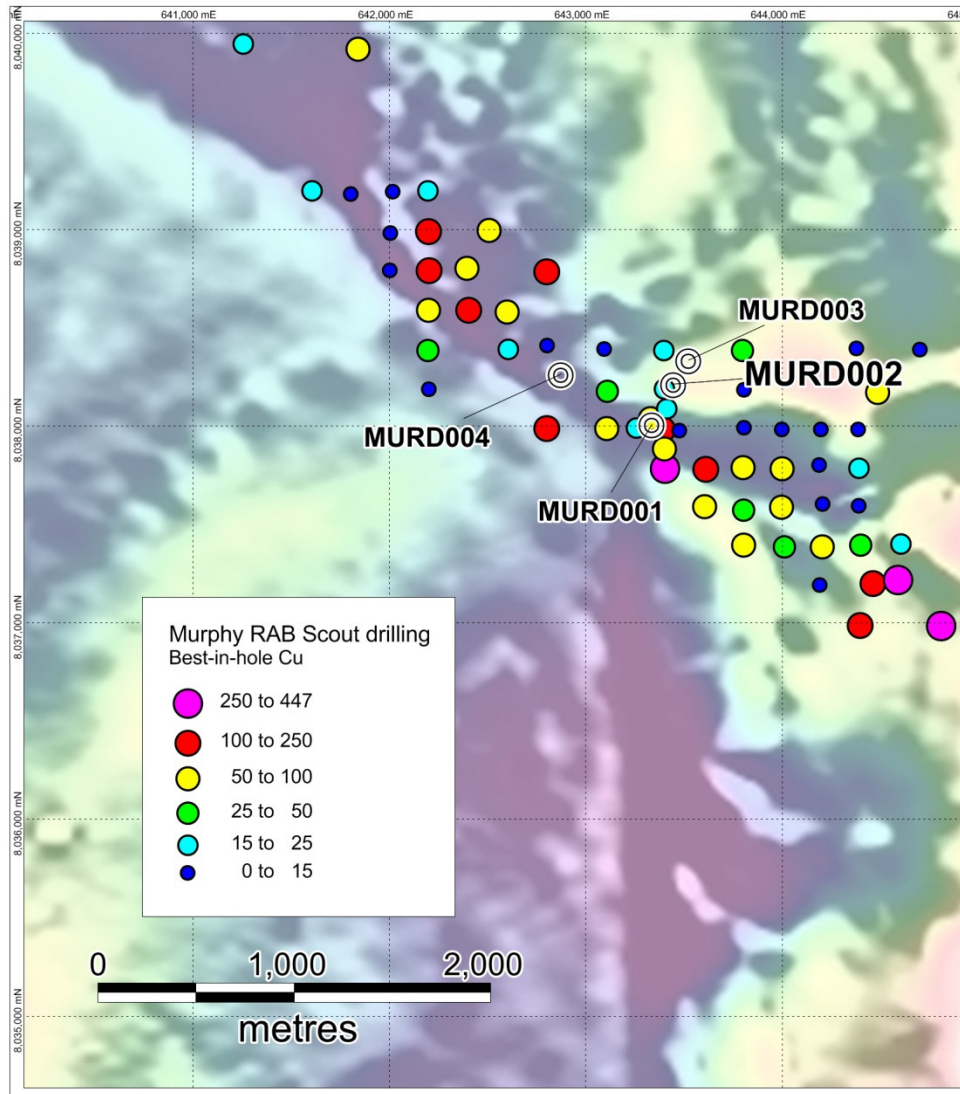 641,000 mE
642,000 mE
643,000 mE
644,000 mE
8,040,000 mN
8,039,000 mN
8,038,000 mN
8,037,000 mN
8,036,000 mN
8,035,000 mN
MURD003
MURD002
MURD004
MURD001
Murphy RAB Scout drilling
Best-in-hole Cu
250 to 447
100 to 250
50 to 100
25 to 50
15 to 25
0 to 15
0 1,000 2,000
metres